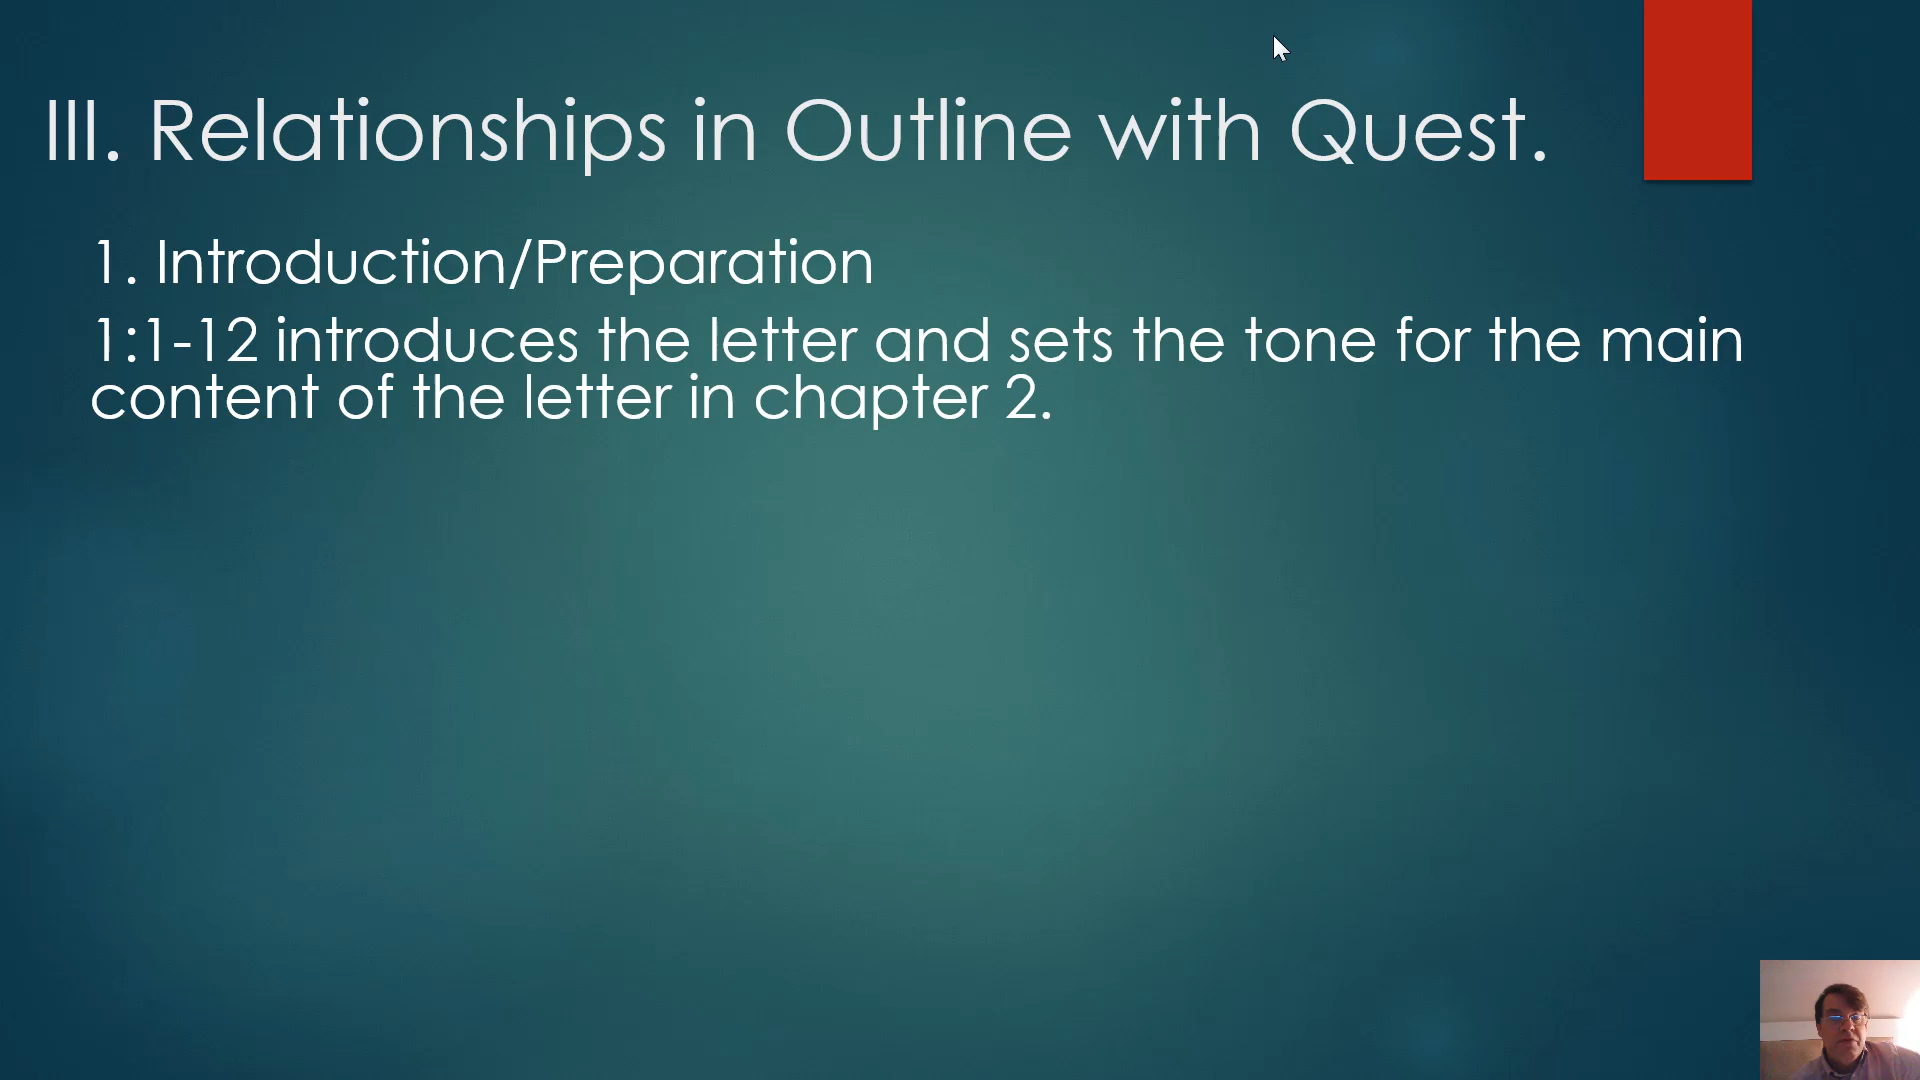 III. Relationships in Outline with Quest.
1. Introduction/Preparation
1:1-12 introduces the letter and sets the tone for the main
content of the letter in chapter 2.